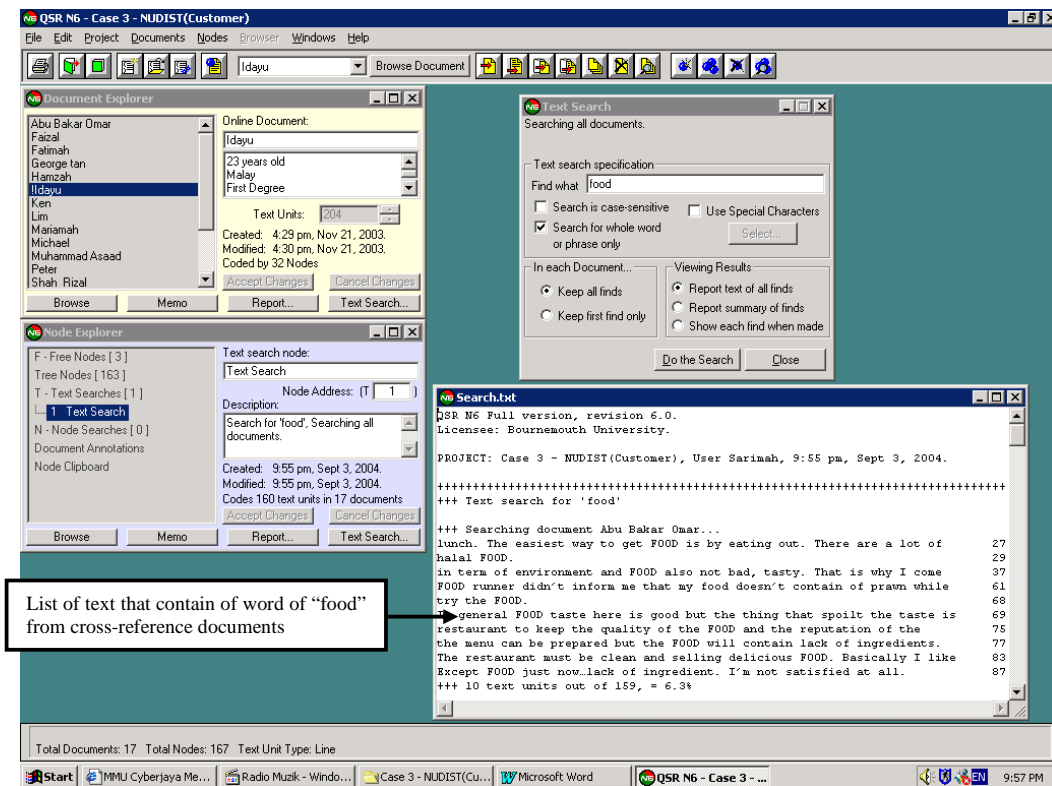 QSR N6 - Case 3 - NUDIST(Customer)
File Edit Project Documents Nodes Browser Windows Help
Idayu Browse Document
Document Explorer
Abu Bakar Omar
Faizal
Fatimah
George tan
Hamzah
!Idayu
Ken
Lim
Mariamah
Michael
Muhammad Asaad
Peter
Shah Rizal
Online Document:
Idayu
23 years old
Malay
First Degree
Text Units: 204
Created: 4:29 pm, Nov 21, 2003.
Modified: 4:30 pm, Nov 21, 2003.
Coded by 32 Nodes
Accept Changes Cancel Changes
Browse Memo Report... Text Search...
Node Explorer
F - Free Nodes [ 3 ]
Tree Nodes [ 163 ]
T - Text Searches [ 1 ]
1 Text Search
N - Node Searches [ 0 ]
Document Annotations
Node Clipboard
Text search node:
Text Search
Node Address: (T 1 )
Description:
Search for 'food', Searching all
documents.
Created: 9:55 pm, Sept 3, 2004.
Modified: 9:55 pm, Sept 3, 2004.
Codes 160 text units in 17 documents
Accept Changes Cancel Changes
Browse Memo Report... Text Search...
Text Search
Searching all documents.
Text search specification
Find what food
Search is case-sensitive Use Special Characters
Search for whole word
or phrase only
Select...
In each Document...
Keep all finds
Keep first find only
Viewing Results
Report text of all finds
Report summary of finds
Show each find when made
Do the Search Close
Search.txt
QSR N6 Full version, revision 6.0.
Licensee: Bournemouth University.
PROJECT: Case 3 - NUDIST(Customer), User Sarimah, 9:55 pm, Sept 3, 2004.
++++++++++++++++++++++++++++++++++++++++++++++++++++++++++++++++++++++++++++++++
+++ Text search for 'food'
+++ Searching document Abu Bakar Omar...
lunch. The easiest way to get FOOD is by eating out. There are a lot of 27
halal FOOD. 29
in term of environment and FOOD also not bad, tasty. That is why I come 37
FOOD runner didn't inform me that my food doesn't contain of prawn while 61
try the FOOD. 68
general FOOD taste here is good but the thing that spoilt the taste is 69
restaurant to keep the quality of the FOOD and the reputation of the 75
the menu can be prepared but the FOOD will contain lack of ingredients. 77
The restaurant must be clean and selling delicious FOOD. Basically I like 83
Except FOOD just now…lack of ingredient. I'm not satisfied at all. 87
+++ 10 text units out of 159, = 6.3%
List of text that contain of word of “food”
from cross-reference documents
Total Documents: 17 Total Nodes: 167 Text Unit Type: Line
Start MMU Cyberjaya Me... Radio Muzik - Windo... Case 3 - NUDIST(Cu... Microsoft Word QSR N6 - Case 3 - ... EN 9:57 PM